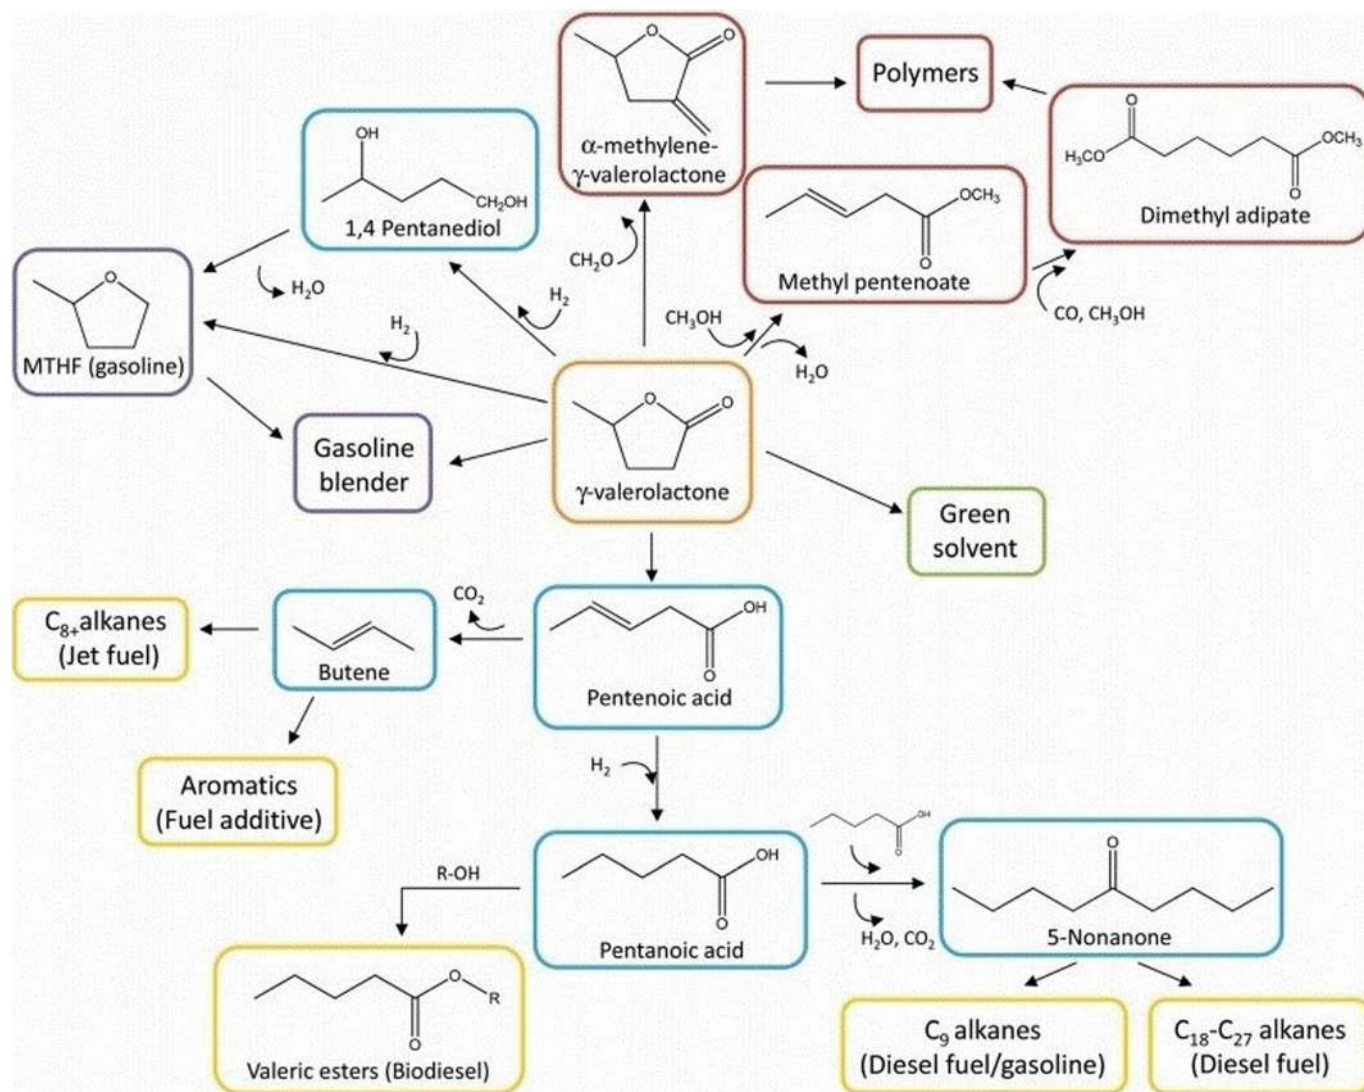 O
O
α-methylene-
γ-valerolactone
Polymers
O
H₃CO
OCH₃
O
Dimethyl adipate
OH
CH₂OH
1,4 Pentanediol
OCH₃
O
Methyl pentenoate
CH₂O
H₂
CH₃OH
H₂O
CO, CH₃OH
H₂O
O
MTHF (gasoline)
H₂
O
O
γ-valerolactone
Gasoline
blender
Green
solvent
C₈₊alkanes
(Jet fuel)
Butene
CO₂
OH
O
Pentenoic acid
Aromatics
(Fuel additive)
H₂
OH
O
Pentanoic acid
R-OH
OH
O
H₂O, CO₂
O
5-Nonanone
O
R
O
Valeric esters (Biodiesel)
C₉ alkanes
(Diesel fuel/gasoline)
C₁₈-C₂₇ alkanes
(Diesel fuel)